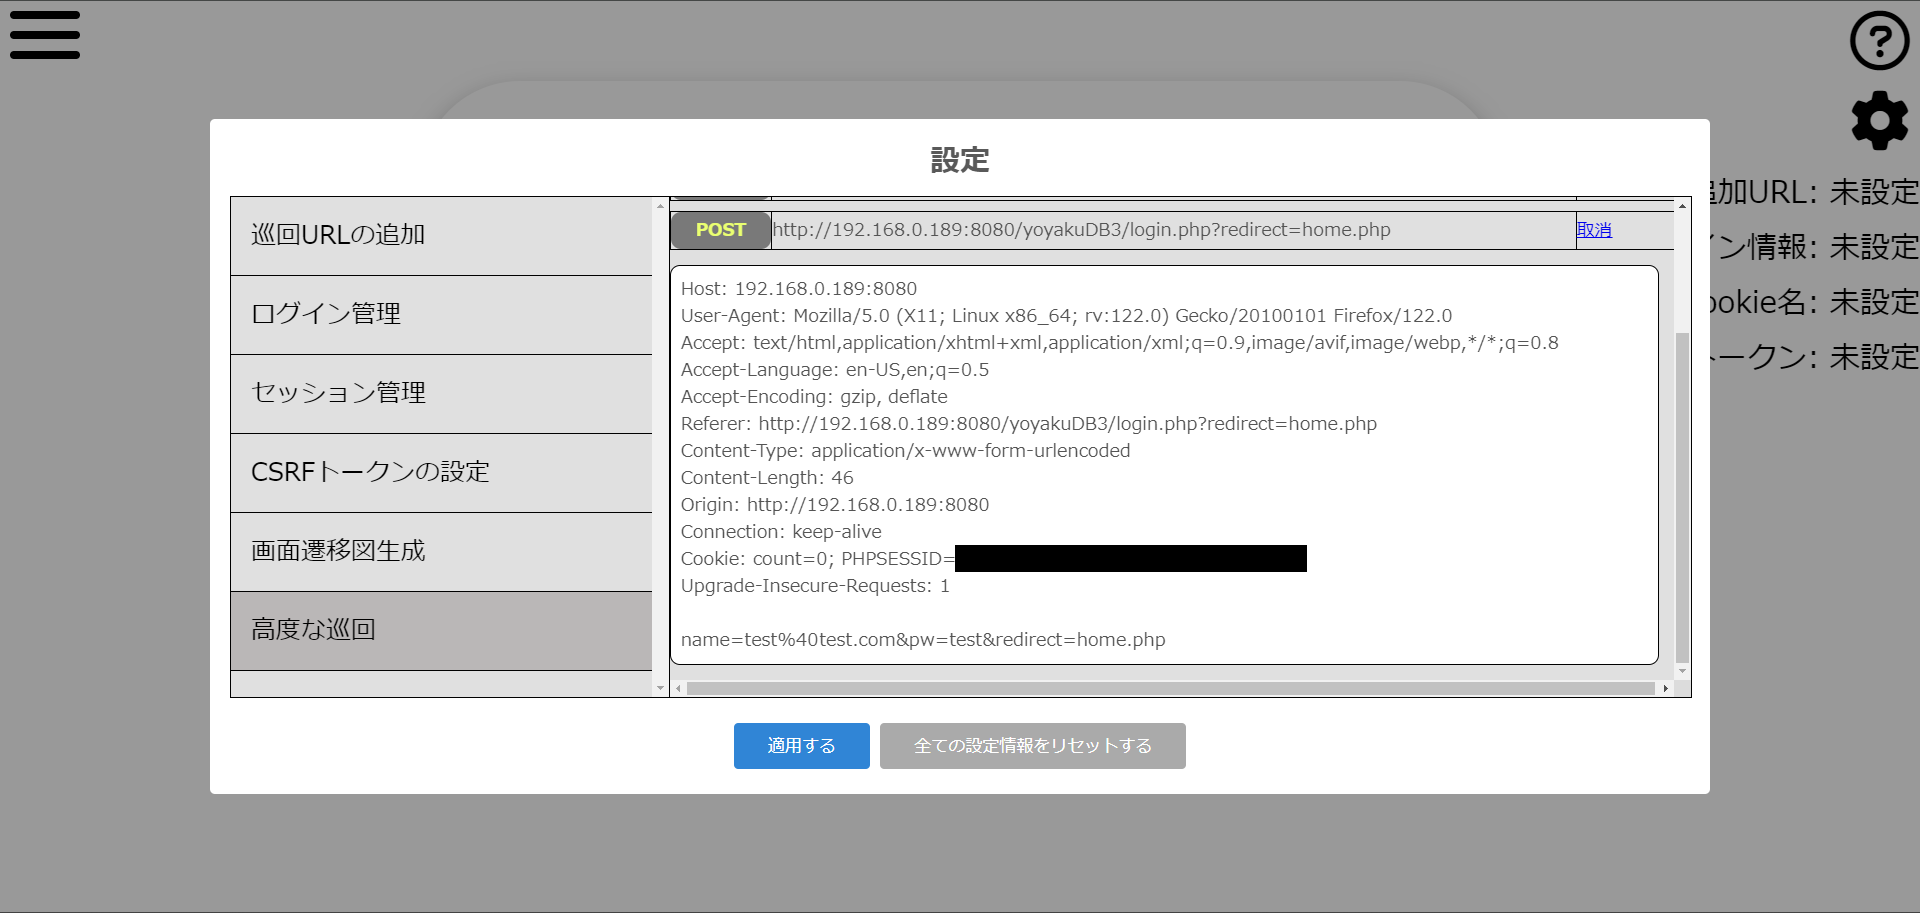 設定
巡回URLの追加
ログイン管理
セッション管理
CSRFトークンの設定
画面遷移図生成
高度な巡回
POST http://192.168.0.189:8080/yoyakuDB3/login.php?redirect=home.php 取消
Host: 192.168.0.189:8080
User-Agent: Mozilla/5.0 (X11; Linux x86_64; rv:122.0) Gecko/20100101 Firefox/122.0
Accept: text/html,application/xhtml+xml,application/xml;q=0.9,image/avif,image/webp,*/*;q=0.8
Accept-Language: en-US,en;q=0.5
Accept-Encoding: gzip, deflate
Referer: http://192.168.0.189:8080/yoyakuDB3/login.php?redirect=home.php
Content-Type: application/x-www-form-urlencoded
Content-Length: 46
Origin: http://192.168.0.189:8080
Connection: keep-alive
Cookie: count=0; PHPSESSID=
Upgrade-Insecure-Requests: 1
name=test%40test.com&pw=test&redirect=home.php
適用する
全ての設定情報をリセットする
追加URL: 未設定
イン情報: 未設定
ookie名: 未設定
トークン: 未設定